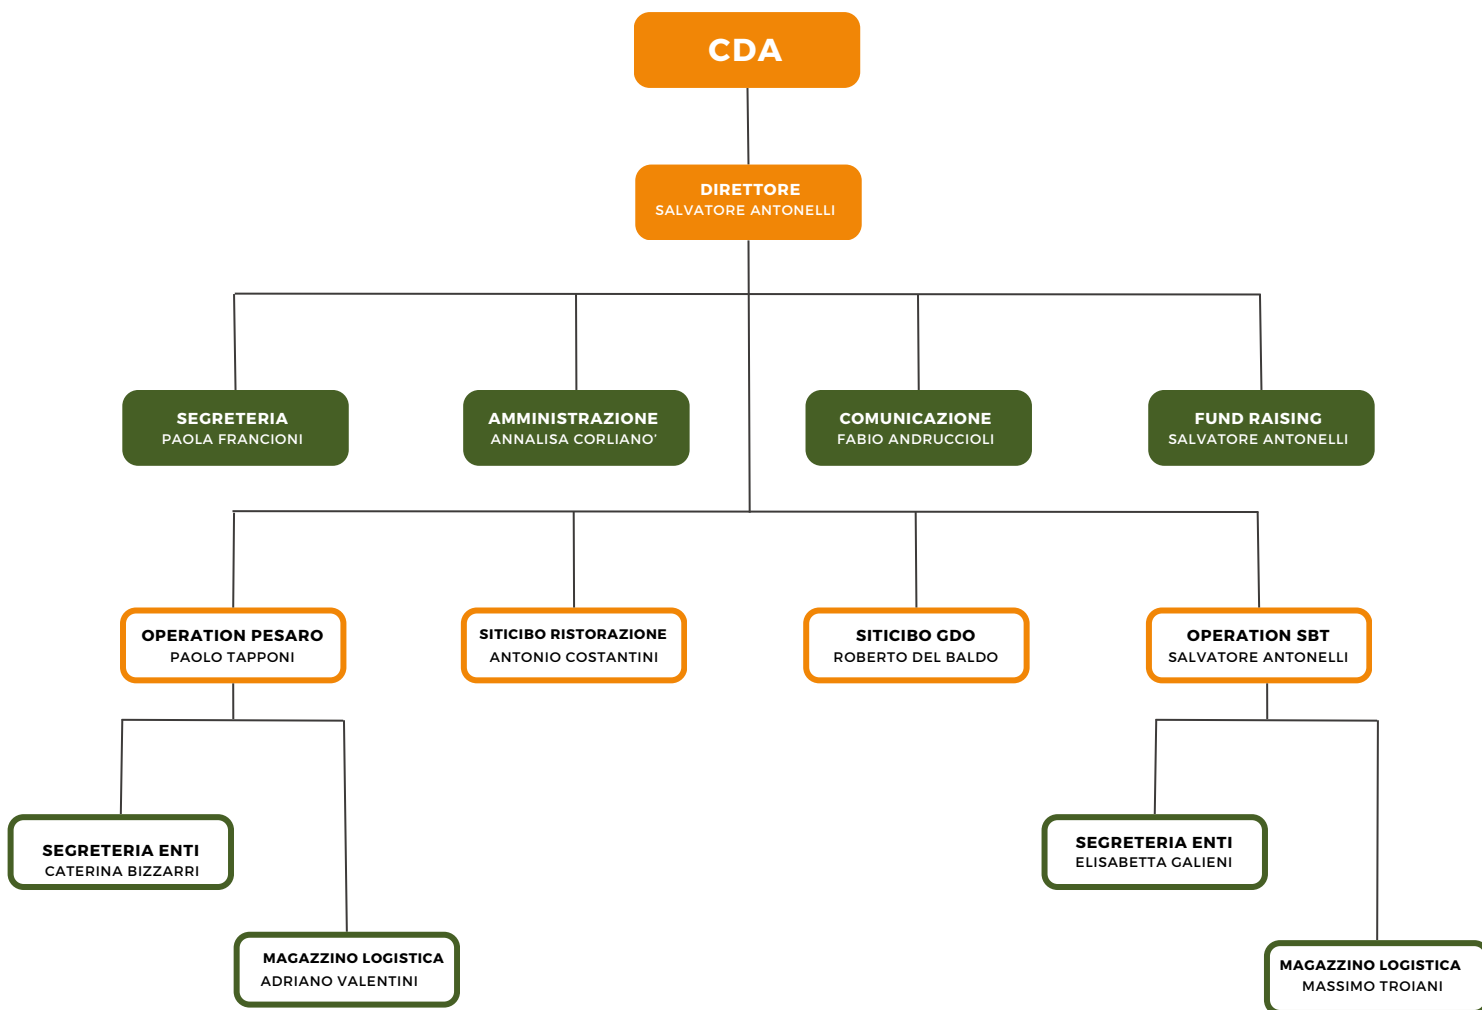 CDA
DIRETTORE
SALVATORE ANTONELLI
SEGRETERIA
PAOLA FRANCIONI
AMMINISTRAZIONE
ANNALISA CORLIANO’
COMUNICAZIONE
FABIO ANDRUCCIOLI
FUND RAISING
SALVATORE ANTONELLI
OPERATION PESARO
PAOLO TAPPONI
SITICIBO RISTORAZIONE
ANTONIO COSTANTINI
SITICIBO GDO
ROBERTO DEL BALDO
OPERATION SBT
SALVATORE ANTONELLI
SEGRETERIA ENTI
CATERINA BIZZARRI
SEGRETERIA ENTI
ELISABETTA GALIENI
MAGAZZINO LOGISTICA
ADRIANO VALENTINI
MAGAZZINO LOGISTICA
MASSIMO TROIANI